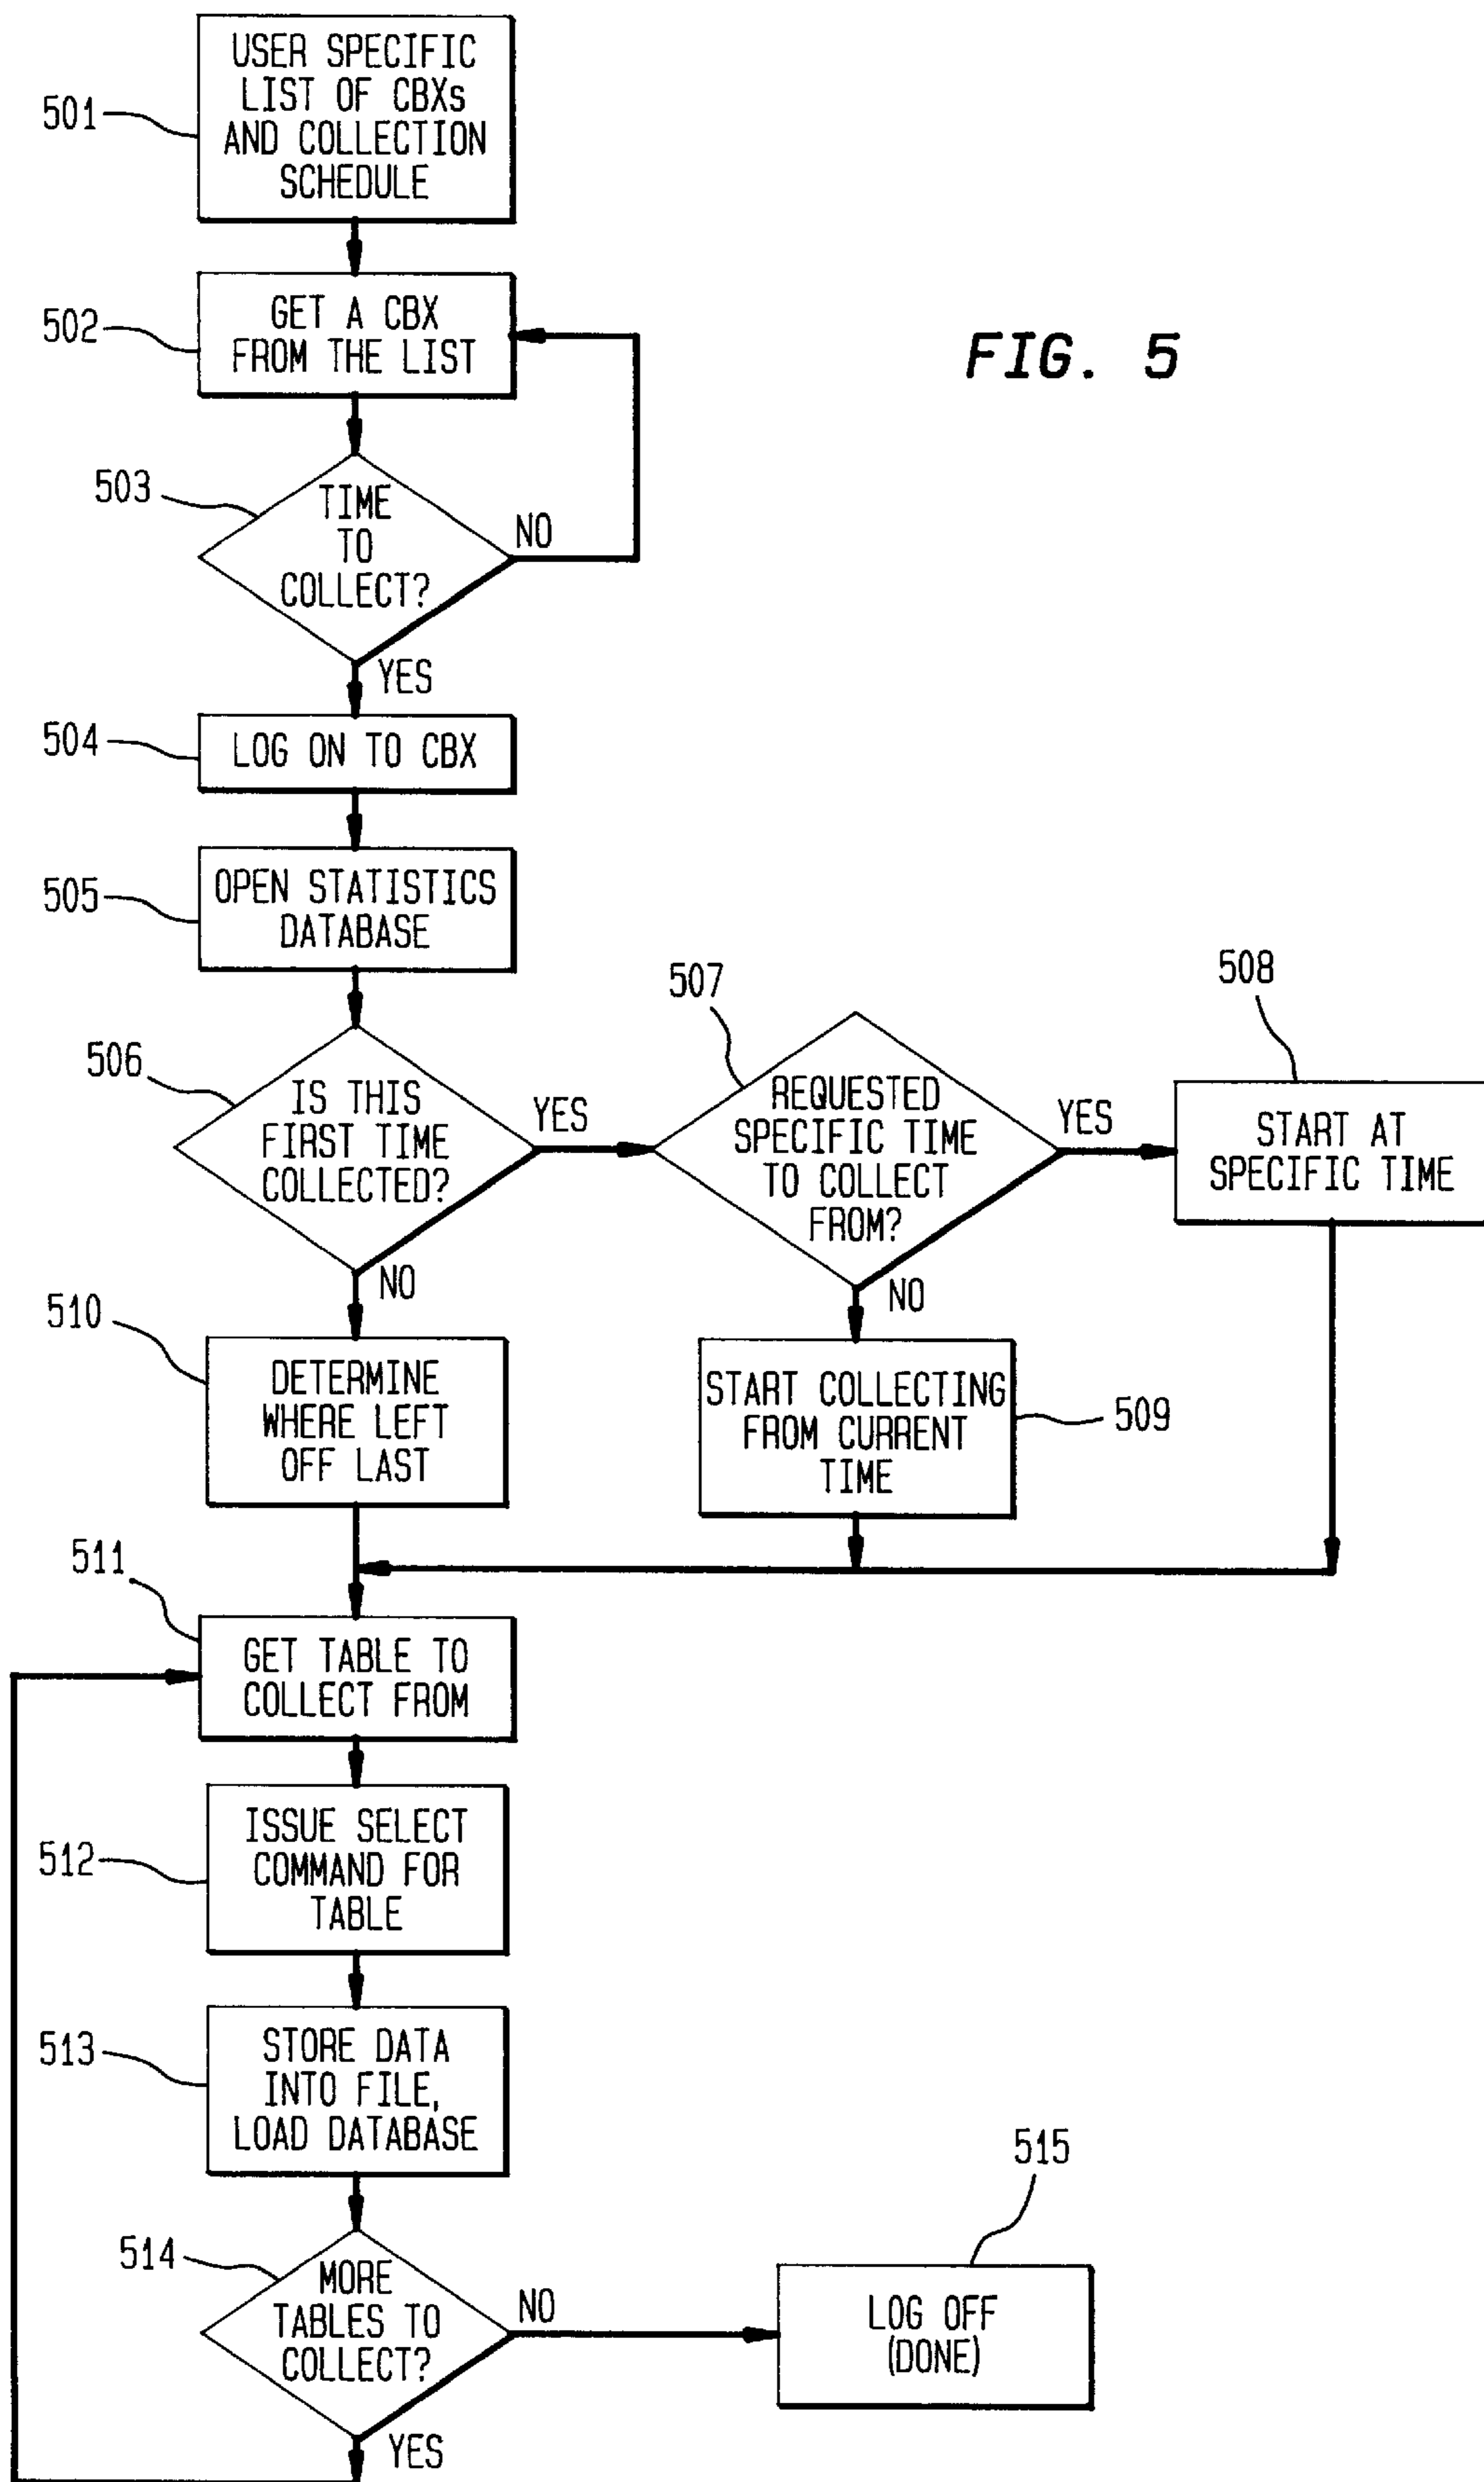 USER SPECIFIC
LIST OF CBXs
AND COLLECTION
SCHEDULE
501
GET A CBX
FROM THE LIST
502
FIG. 5
503
TIME
TO
COLLECT?
NO
YES
504
LOG ON TO CBX
505
OPEN STATISTICS
DATABASE
506
IS THIS
FIRST TIME
COLLECTED?
YES
NO
507
REQUESTED
SPECIFIC TIME
TO COLLECT
FROM?
YES
NO
508
START AT
SPECIFIC TIME
510
DETERMINE
WHERE LEFT
OFF LAST
START COLLECTING
FROM CURRENT
TIME
509
511
GET TABLE TO
COLLECT FROM
512
ISSUE SELECT
COMMAND FOR
TABLE
513
STORE DATA
INTO FILE,
LOAD DATABASE
514
MORE
TABLES TO
COLLECT?
NO
YES
515
LOG OFF
(DONE)